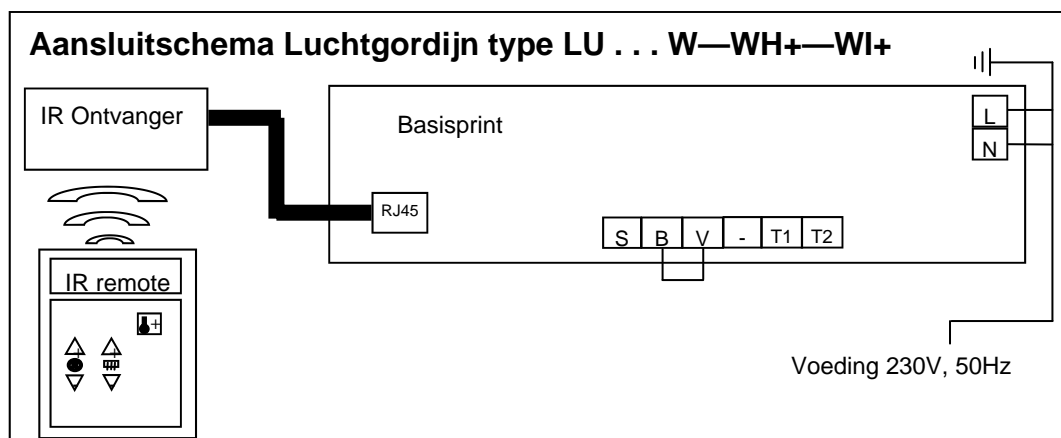 Aansluitschema Luchtgordijn type LU . . . W—WH+—WI+
IR Ontvanger
Basisprint
L
N
RJ45
S B V - T1 T2
IR remote
+
+ +
- -
Voeding 230V, 50Hz